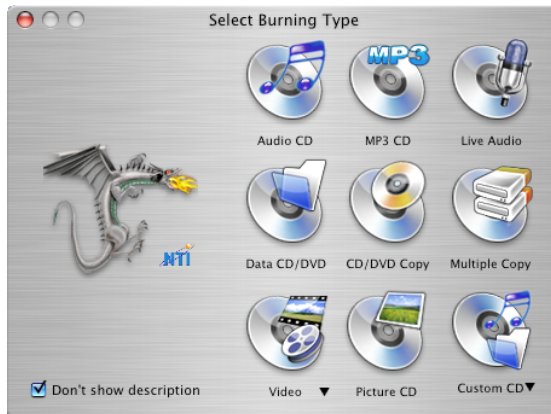 Select Burning Type
MP3
Audio CD
MP3 CD
Live Audio
Data CD/DVD
CD/DVD Copy
Multiple Copy
NTI
Video
Picture CD
Custom CD
Don't show description